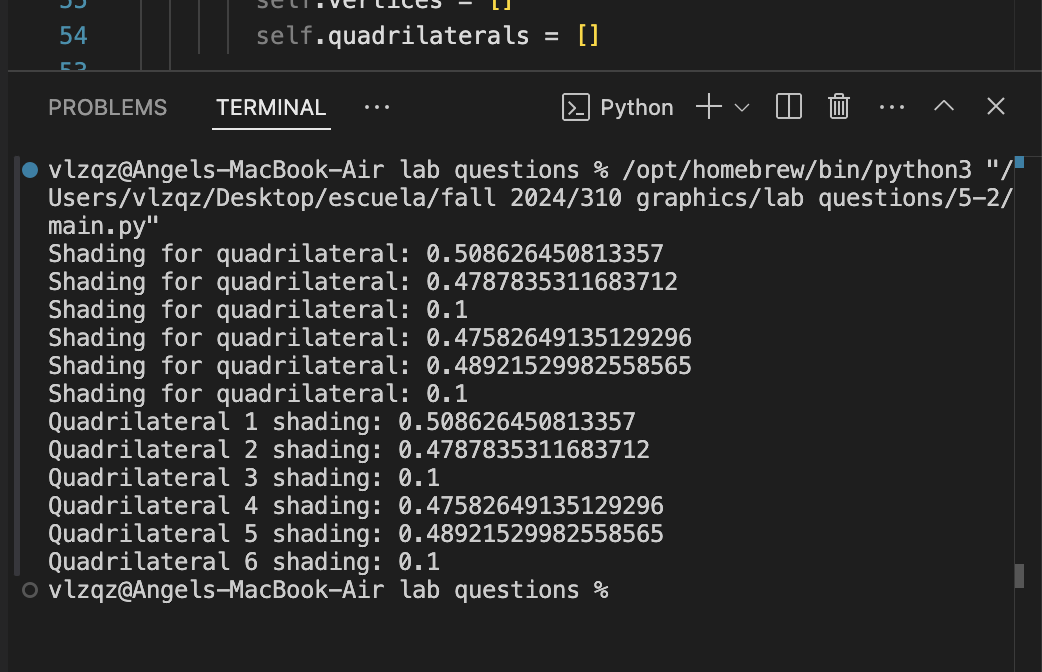 55 self.vertices = []
54 self.quadrilaterals = []
53
PROBLEMS TERMINAL ··· Python
vlzqz@Angels-MacBook-Air lab questions % /opt/homebrew/bin/python3 "/
Users/vlzqz/Desktop/escuela/fall 2024/310 graphics/lab questions/5-2/
main.py"
Shading for quadrilateral: 0.508626450813357
Shading for quadrilateral: 0.4787835311683712
Shading for quadrilateral: 0.1
Shading for quadrilateral: 0.47582649135129296
Shading for quadrilateral: 0.48921529982558565
Shading for quadrilateral: 0.1
Quadrilateral 1 shading: 0.508626450813357
Quadrilateral 2 shading: 0.4787835311683712
Quadrilateral 3 shading: 0.1
Quadrilateral 4 shading: 0.47582649135129296
Quadrilateral 5 shading: 0.48921529982558565
Quadrilateral 6 shading: 0.1
vlzqz@Angels-MacBook-Air lab questions %